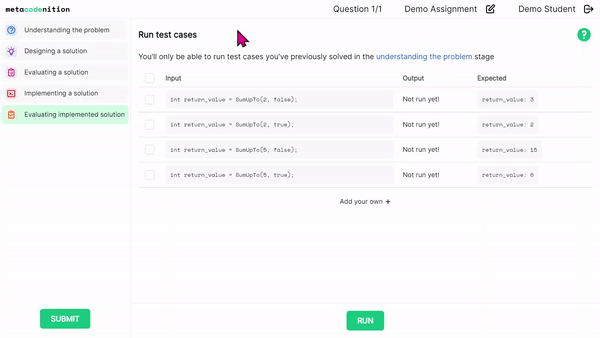 metacodenition
Question 1/1
Demo Assignment
Demo Student
Understanding the problem
Designing a solution
Evaluating a solution
Implementing a solution
Evaluating implemented solution
SUBMIT
Run test cases
?
You'll only be able to run test cases you've previously solved in the understanding the problem stage
Input Output Expected
int return_value = SumUpTo(2, false); Not run yet! return_value: 3
int return_value = SumUpTo(2, true); Not run yet! return_value: 2
int return_value = SumUpTo(5, false); Not run yet! return_value: 15
int return_value = SumUpTo(5, true); Not run yet! return_value: 6
Add your own +
RUN